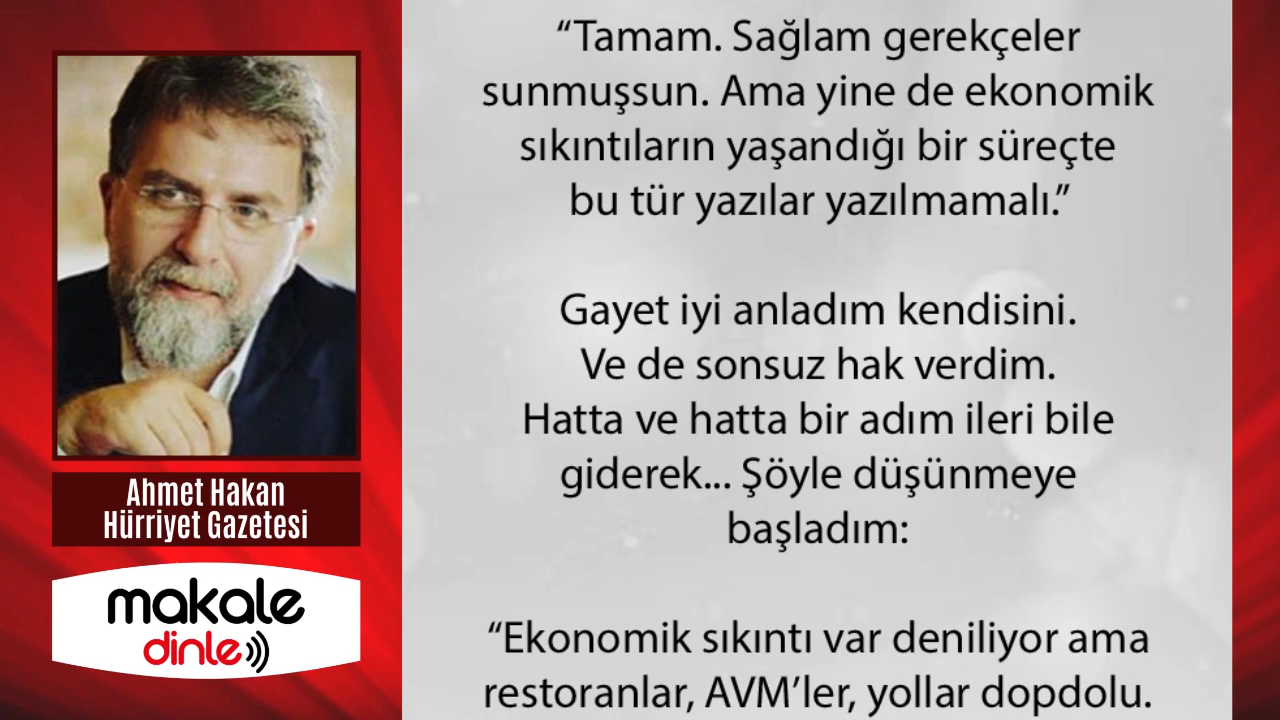 “Tamam. Sağlam gerekçeler
sunmuşsun. Ama yine de ekonomik
sıkıntıların yaşandığı bir süreçte
bu tür yazılar yazılmamalı.”
Gayet iyi anladım kendisini.
Ve de sonsuz hak verdim.
Hatta ve hatta bir adım ileri bile
giderek... Şöyle düşünmeye
başladım:
“Ekonomik sıkıntı var deniliyor ama
restoranlar, AVM’ler, yollar dopdolu.
Ahmet Hakan
Hürriyet Gazetesi
makale
dinle